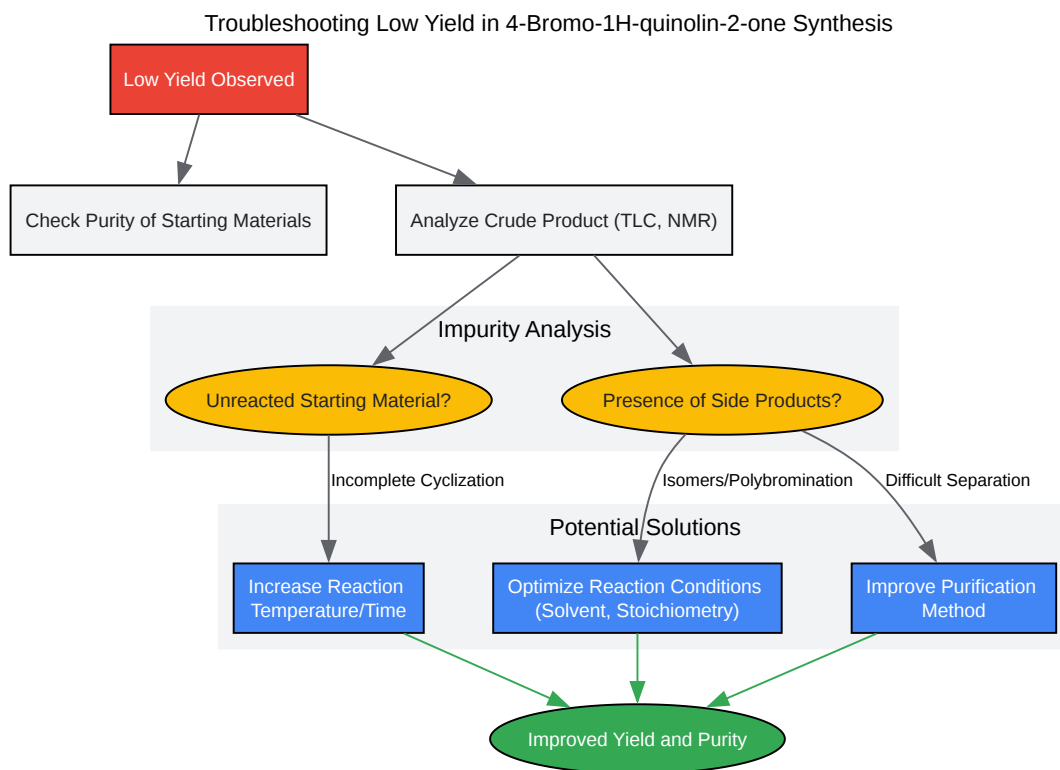 Troubleshooting Low Yield in 4-Bromo-1H-quinolin-2-one Synthesis
Low Yield Observed
Check Purity of Starting Materials
Analyze Crude Product (TLC, NMR)
Impurity Analysis
Unreacted Starting Material?
Presence of Side Products?
Incomplete Cyclization
Isomers/Polybromination
Difficult Separation
Potential Solutions
Increase Reaction
Temperature/Time
Optimize Reaction Conditions
(Solvent, Stoichiometry)
Improve Purification
Method
Improved Yield and Purity